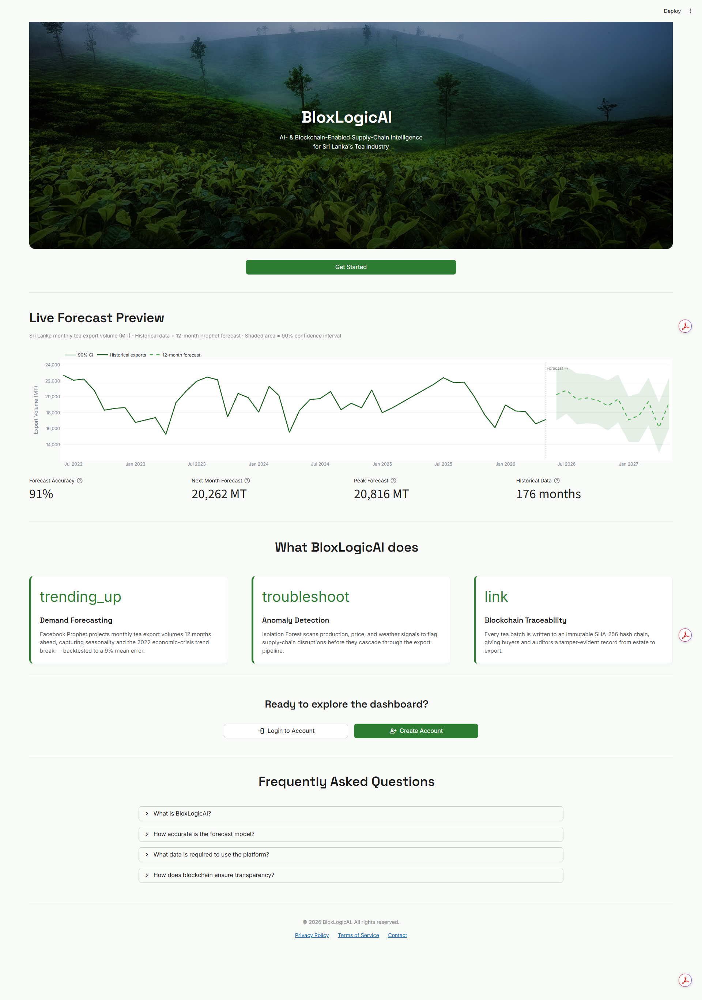 Deploy
BloxLogicAI
AI- & Blockchain-Enabled Supply-Chain Intelligence
for Sri Lanka's Tea Industry
Get Started
Live Forecast Preview
Sri Lanka monthly tea export volume (MT) · Historical data + 12-month Prophet forecast · Shaded area = 90% confidence interval
90% CI Historical exports 12-month forecast
Forecast →
Export Volume (MT)
24,000
22,000
20,000
18,000
16,000
14,000
Jul 2022 Jan 2023 Jul 2023 Jan 2024 Jul 2024 Jan 2025 Jul 2025 Jan 2026 Jul 2026 Jan 2027
Forecast Accuracy
91%
Next Month Forecast
20,262 MT
Peak Forecast
20,816 MT
Historical Data
176 months
What BloxLogicAI does
trending_up
Demand Forecasting
Facebook Prophet projects monthly tea export volumes 12 months
ahead, capturing seasonality and the 2022 economic-crisis trend
break — backtested to a 9% mean error.
troubleshoot
Anomaly Detection
Isolation Forest scans production, price, and weather signals to flag
supply-chain disruptions before they cascade through the export
pipeline.
link
Blockchain Traceability
Every tea batch is written to an immutable SHA-256 hash chain,
giving buyers and auditors a tamper-evident record from estate to
export.
Ready to explore the dashboard?
Login to Account
Create Account
Frequently Asked Questions
What is BloxLogicAI?
How accurate is the forecast model?
What data is required to use the platform?
How does blockchain ensure transparency?
© 2026 BloxLogicAI. All rights reserved.
Privacy Policy Terms of Service Contact